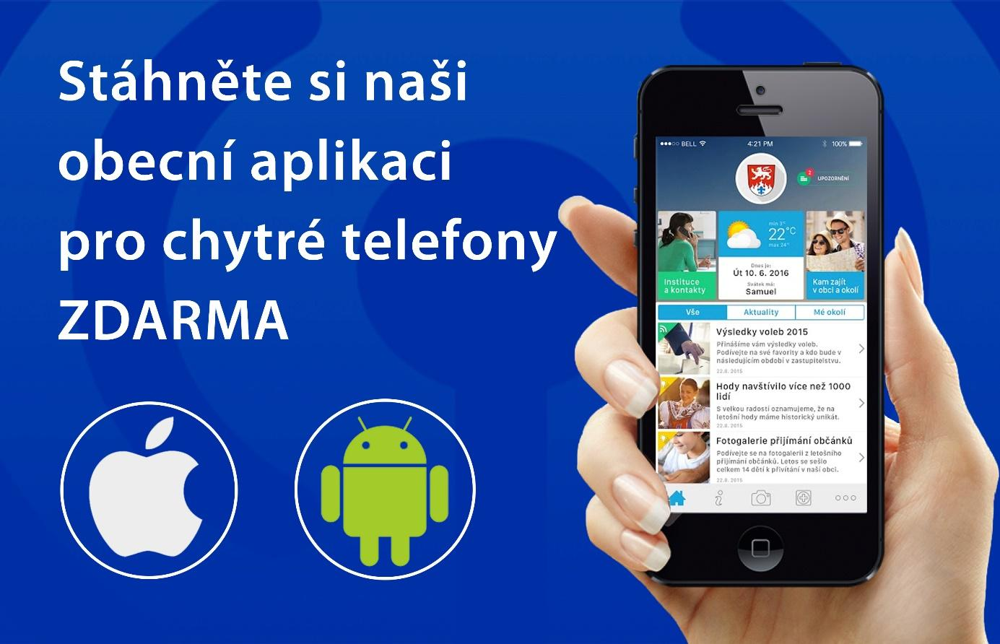 Stáhněte si naši
obecní aplikaci
pro chytré telefony
ZDARMA
BELL
4:21 PM
100%
2
UPOZORNĚNÍ
Instituce
a kontakty
min 3°
22°C
max 24°
Dnes je:
Út 10. 6. 2016
Svátek má:
Samuel
Kam zajít
v obci a okolí
Vše
Aktuality
Mé okolí
Výsledky voleb 2015
Přinášíme vám výsledky voleb.
Podívejte na své favority a kdo bude v
následujícím období v zastupitelstvu.
22.8. 2015
Hody navštívilo více než 1000
lidí
S velkou radostí oznamujeme, že na
letošní hody máme historický unikát.
22.8. 2015
Fotogalerie přijímání občánků
Podívejte se na fotogalerii z letošního
přijímání občánků. Letos se sešlo
celkem 14 dětí k přivítání v naší obci.
22.8. 2015